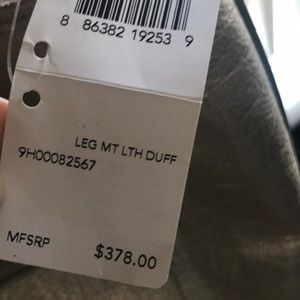 8 86382 19253 9
LEG MT LTH DUFF
9H00082567
MFSRP $378.00